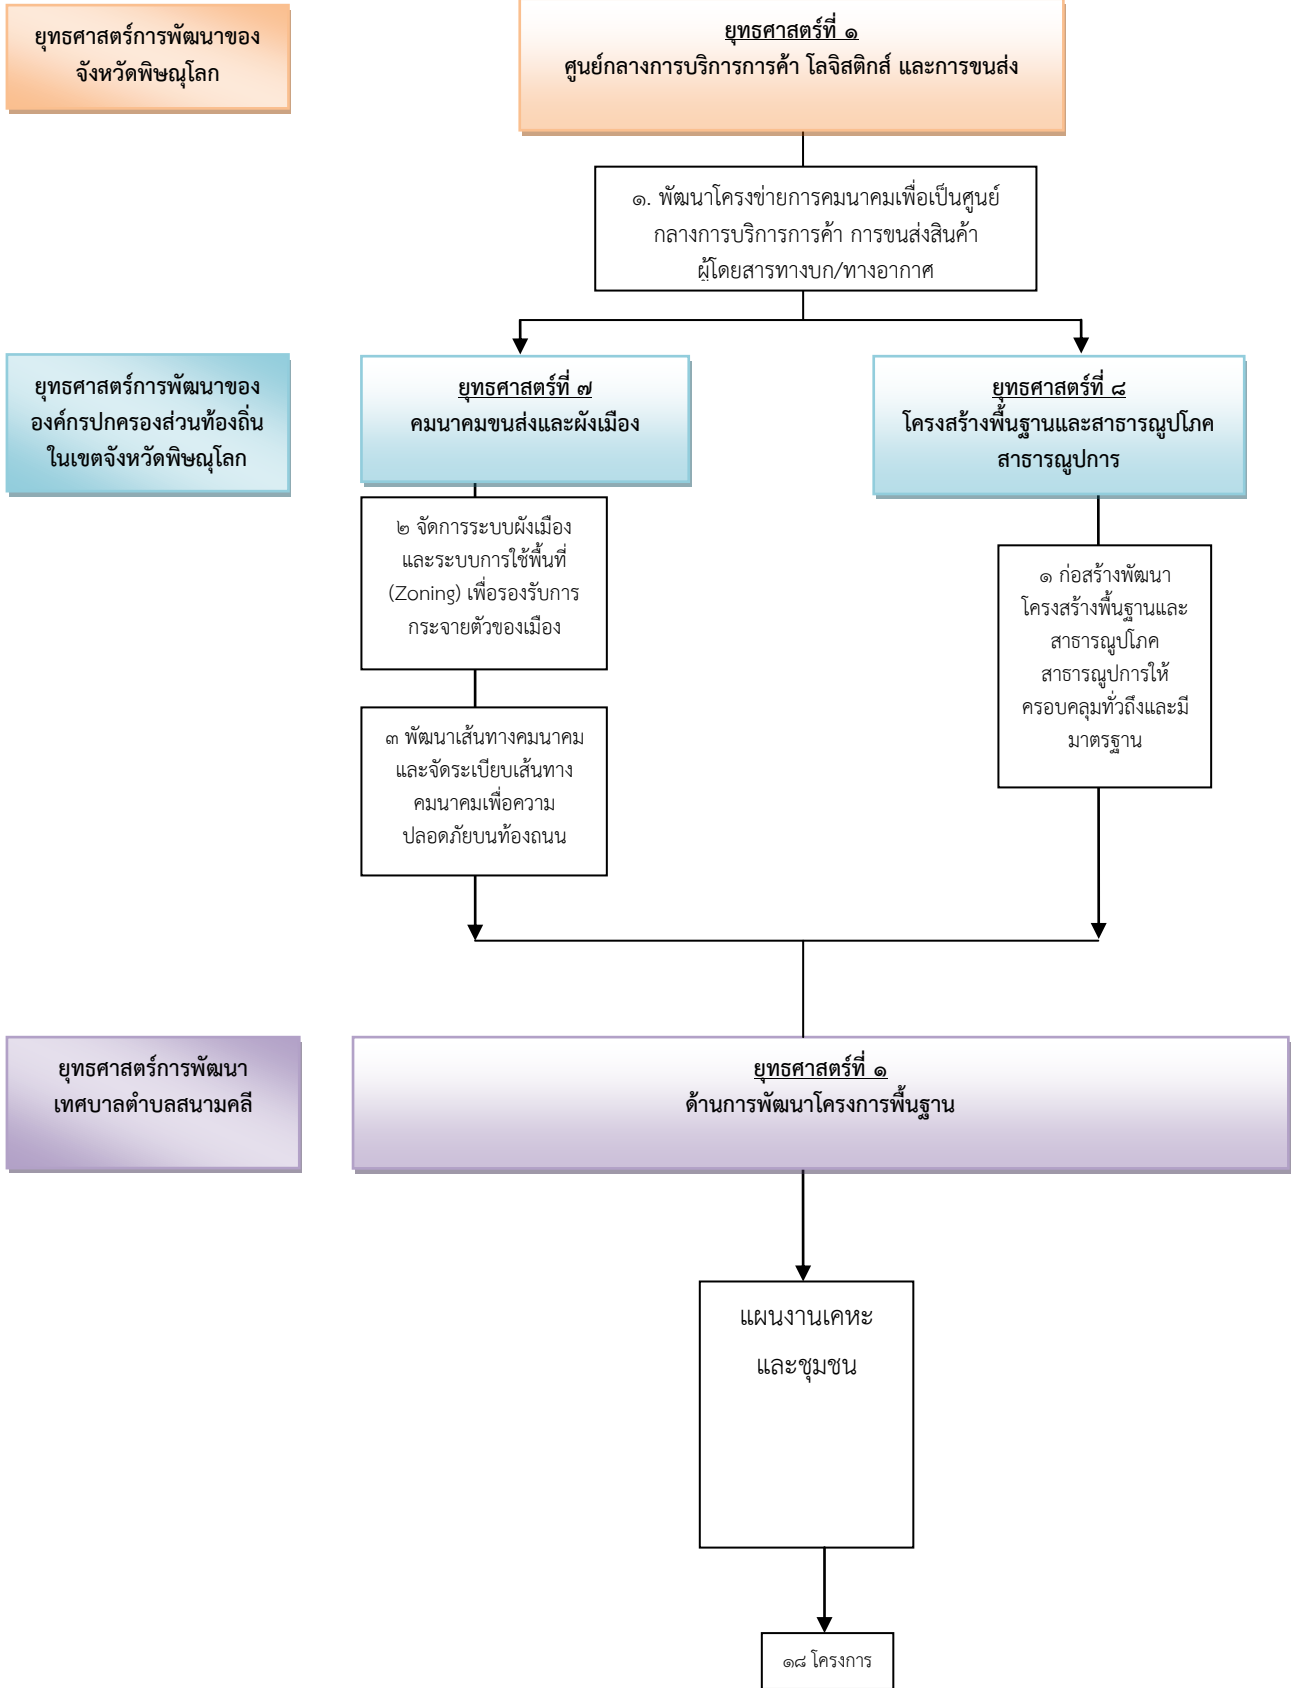 ยุทธศาสตร์การพัฒนาของ
จังหวัดพิษณุโลก
ยุทธศาสตร์ที่ ๑
ศูนย์กลางการบริการการค้า โลจิสติกส์ และการขนส่ง
๑. พัฒนาโครงข่ายการคมนาคมเพื่อเป็นศูนย์
กลางการบริการการค้า การขนส่งสินค้า
ผู้โดยสารทางบก/ทางอากาศ
ยุทธศาสตร์การพัฒนาของ
องค์กรปกครองส่วนท้องถิ่น
ในเขตจังหวัดพิษณุโลก
ยุทธศาสตร์ที่ ๗
คมนาคมขนส่งและผังเมือง
ยุทธศาสตร์ที่ ๘
โครงสร้างพื้นฐานและสาธารณูปโภค
สาธารณูปการ
๒ จัดการระบบผังเมือง
และระบบการใช้พื้นที่
(Zoning) เพื่อรองรับการ
กระจายตัวของเมือง
๓ พัฒนาเส้นทางคมนาคม
และจัดระเบียบเส้นทาง
คมนาคมเพื่อความ
ปลอดภัยบนท้องถนน
๑ ก่อสร้างพัฒนา
โครงสร้างพื้นฐานและ
สาธารณูปโภค
สาธารณูปการให้
ครอบคลุมทั่วถึงและมี
มาตรฐาน
ยุทธศาสตร์การพัฒนา
เทศบาลตำบลสนามคลี
ยุทธศาสตร์ที่ ๑
ด้านการพัฒนาโครงการพื้นฐาน
แผนงานเคหะ
และชุมชน
๑๘ โครงการ